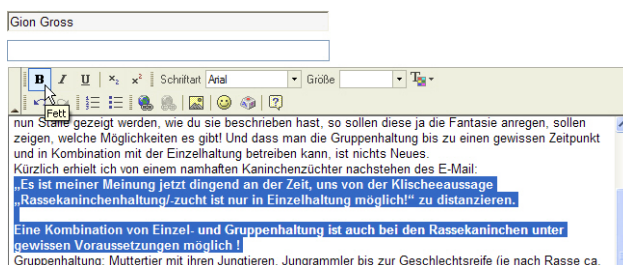 Gion Gross
B I U x₂ x² Schriftart Arial Größe T
Fett
nun Ställe gezeigt werden, wie du sie beschrieben hast, so sollen diese ja die Fantasie anregen, sollen
zeigen, welche Möglichkeiten es gibt! Und dass man die Gruppenhaltung bis zu einen gewissen Zeitpunkt
und in Kombination mit der Einzelhaltung betreiben kann, ist nichts Neues.
Kürzlich erhielt ich von einem namhaften Kaninchenzüchter nachstehen des E-Mail:
„Es ist meiner Meinung jetzt dingend an der Zeit, uns von der Klischeeaussage
„Rassekaninchenhaltung/-zucht ist nur in Einzelhaltung möglich!“ zu distanzieren.
Eine Kombination von Einzel- und Gruppenhaltung ist auch bei den Rassekaninchen unter
gewissen Voraussetzungen möglich !
Gruppenhaltung: Muttertier mit ihren Jungtieren, Jungrammler bis zur Geschlechtsreife (je nach Rasse ca.